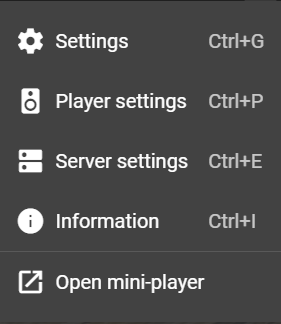 Settings Ctrl+G
Player settings Ctrl+P
Server settings Ctrl+E
Information Ctrl+I
Open mini-player